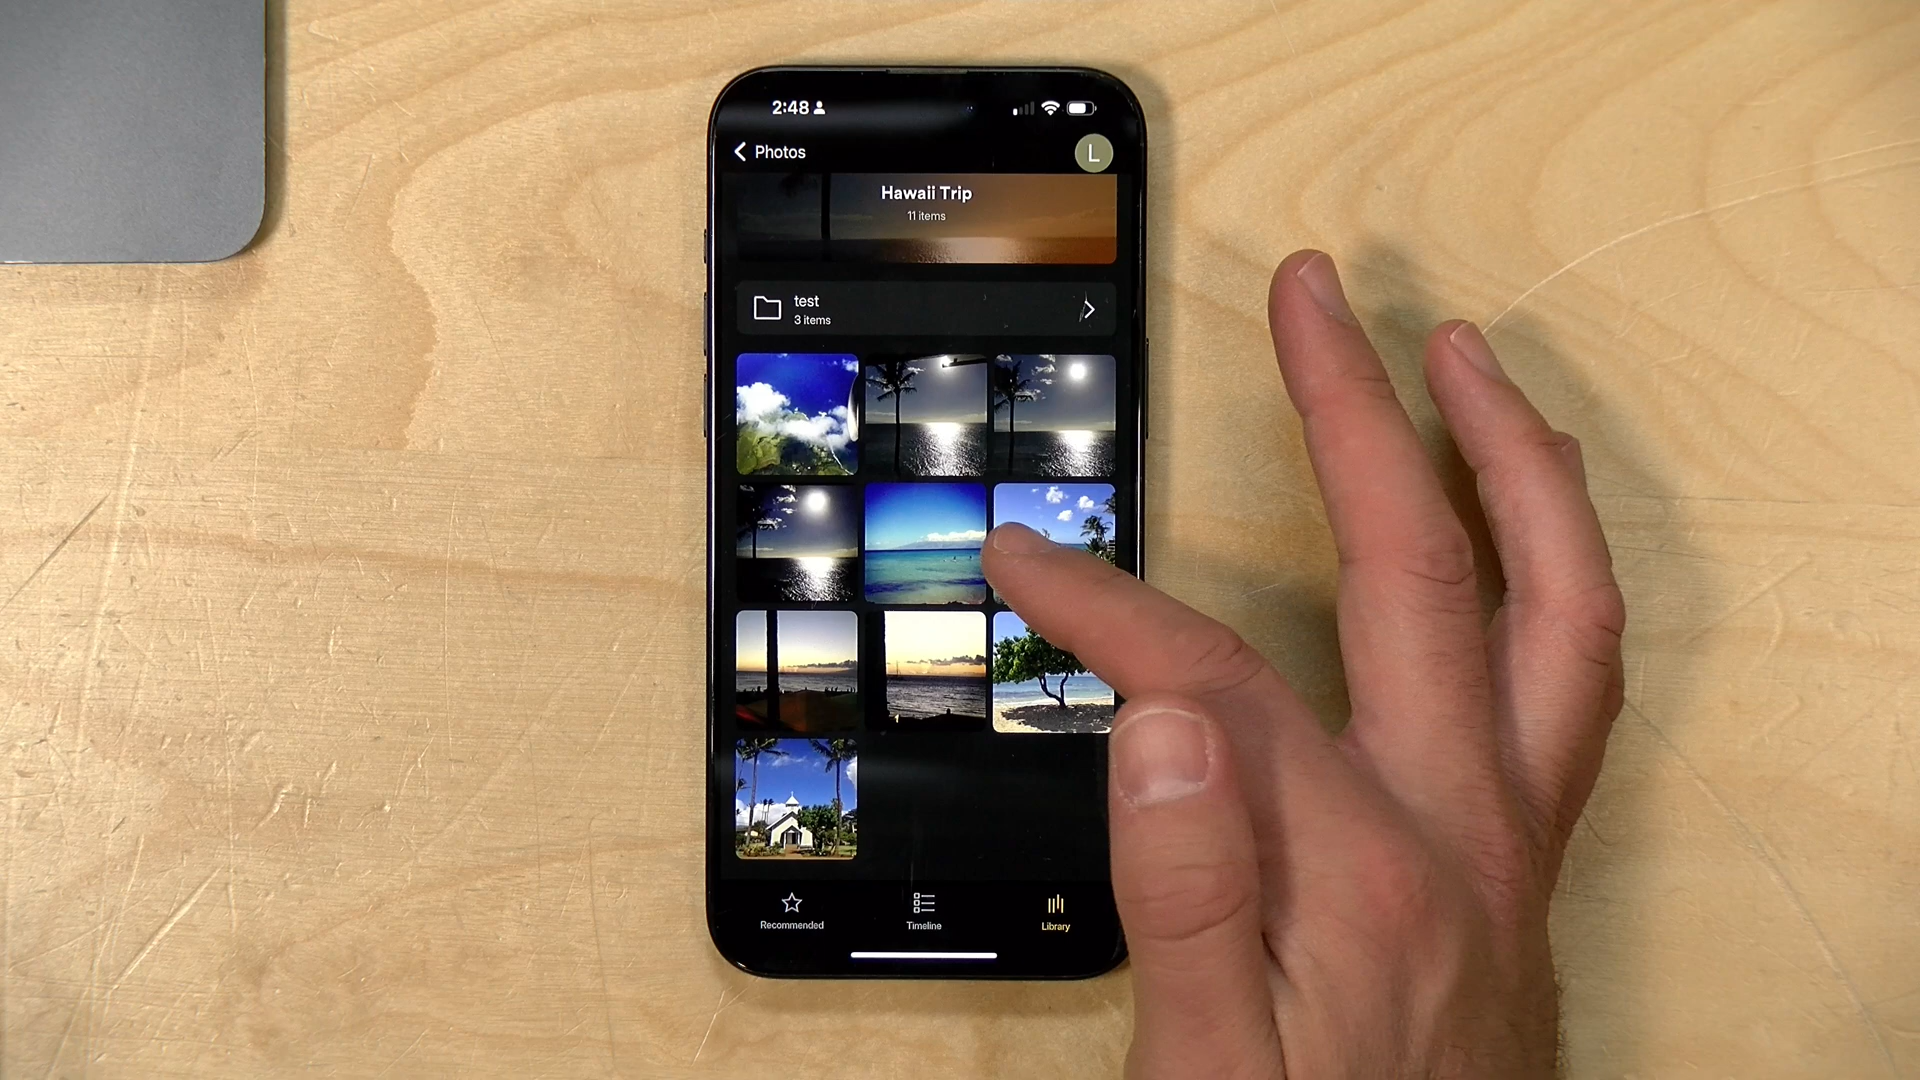 2:48
Photos
L
Hawaii Trip
11 items
test
3 items
Recommended
Timeline
Library